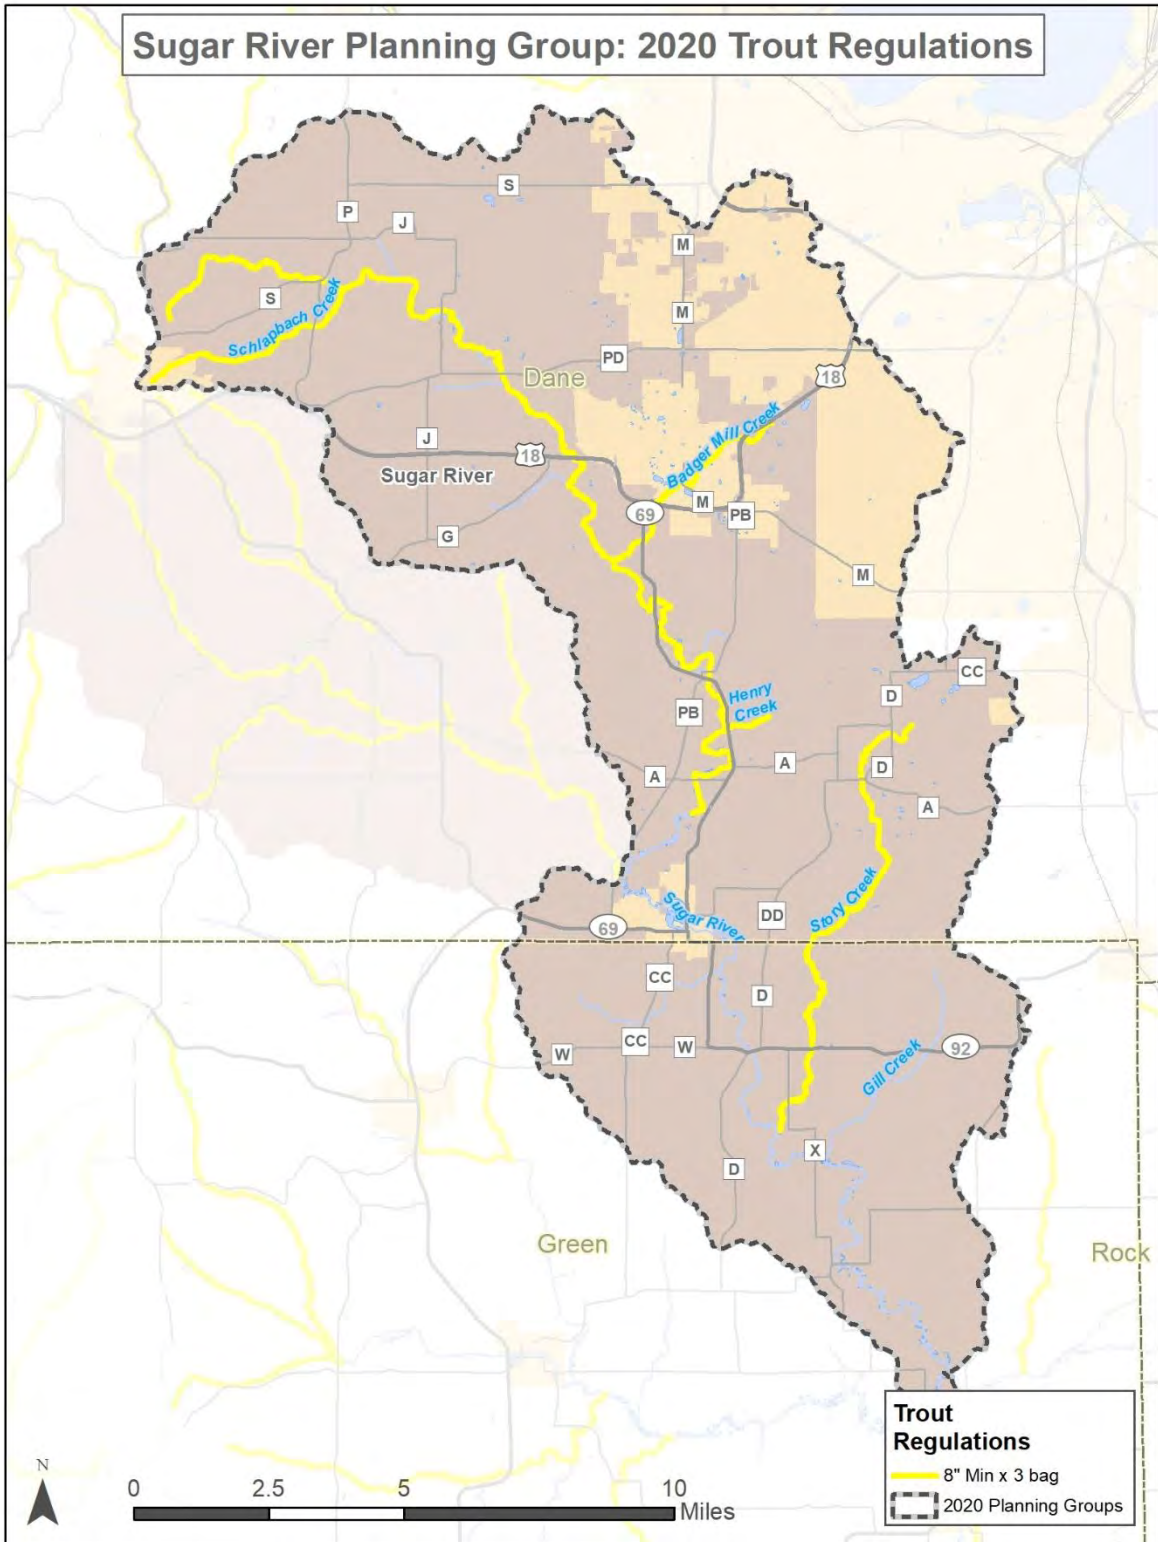 Sugar River Planning Group: 2020 Trout Regulations
S
P
J
M
S
Schlapbach Creek
M
PD
Dane
18
Badger Mill Creek
J
18
Sugar River
M
69
PB
G
M
CC
D
Henry
Creek
PB
A
D
A
A
Story Creek
Sugar River
DD
69
CC
D
CC
W
W
92
Gill Creek
X
D
Green
Rock
Trout
Regulations
8" Min x 3 bag
2020 Planning Groups
N
0 2.5 5 10
Miles